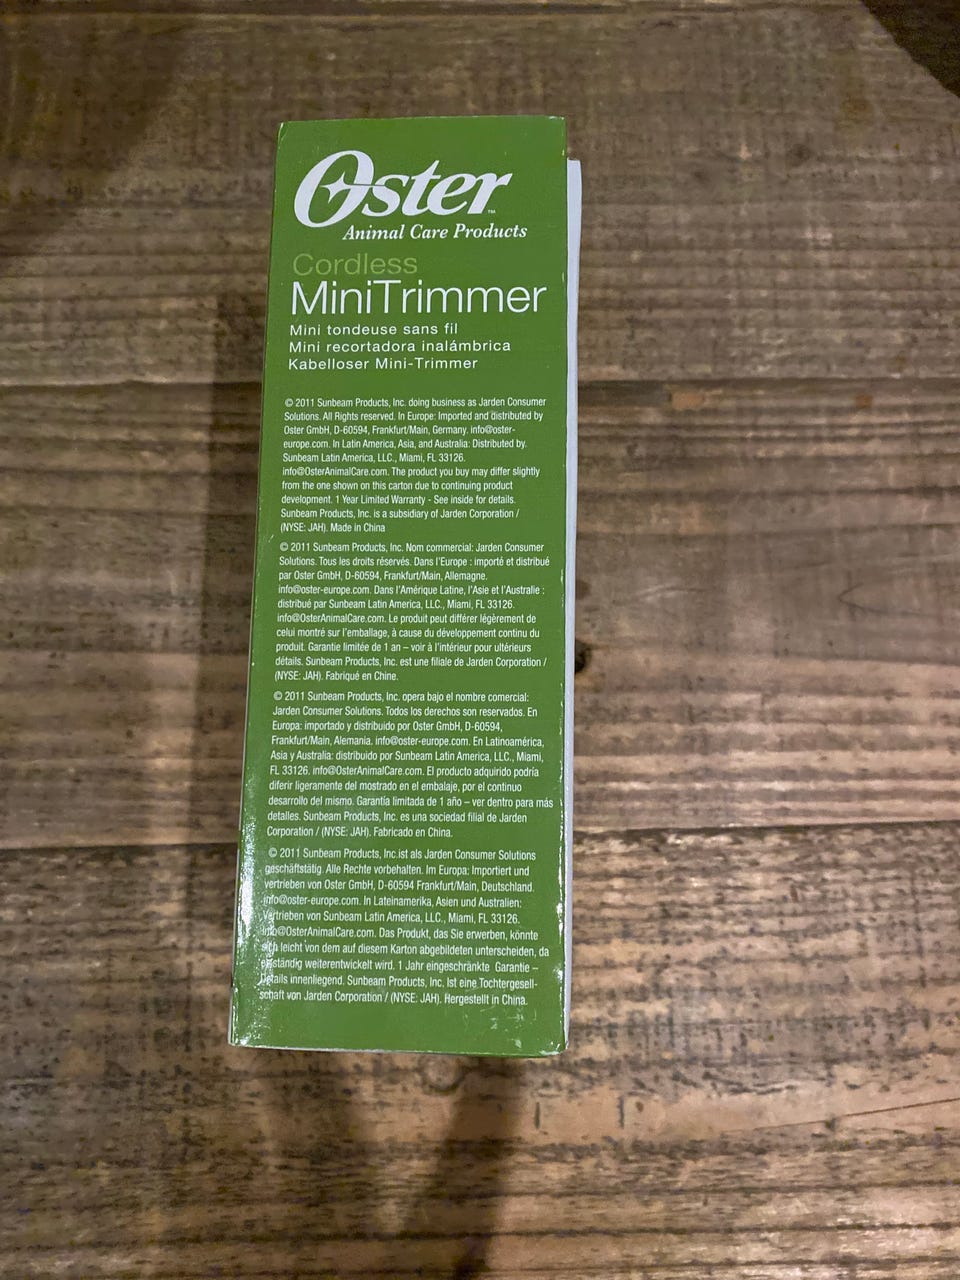 Oster™
Animal Care Products
Cordless
MiniTrimmer
Mini tondeuse sans fil
Mini recortadora inalámbrica
Kabelloser Mini-Trimmer
© 2011 Sunbeam Products, Inc. doing business as Jarden Consumer
Solutions. All Rights reserved. In Europe: Imported and distributed by
Oster GmbH, D-60594, Frankfurt/Main, Germany. info@oster-
europe.com. In Latin America, Asia, and Australia: Distributed by.
Sunbeam Latin America, LLC., Miami, FL 33126.
info@OsterAnimalCare.com. The product you buy may differ slightly
from the one shown on this carton due to continuing product
development. 1 Year Limited Warranty - See inside for details.
Sunbeam Products, Inc. is a subsidiary of Jarden Corporation /
(NYSE: JAH). Made in China
© 2011 Sunbeam Products, Inc. Nom commercial: Jarden Consumer
Solutions. Tous les droits réservés. Dans l'Europe : importé et distribué
par Oster GmbH, D-60594, Frankfurt/Main, Allemagne.
info@oster-europe.com. Dans l'Amérique Latine, l'Asie et l'Australie :
distribué par Sunbeam Latin America, LLC., Miami, FL 33126.
info@OsterAnimalCare.com. Le produit peut différer légèrement de
celui montré sur l'emballage, à cause du développement continu du
produit. Garantie limitée de 1 an – voir à l'intérieur pour ultérieurs
détails. Sunbeam Products, Inc. est une filiale de Jarden Corporation /
(NYSE: JAH). Fabriqué en Chine.
© 2011 Sunbeam Products, Inc. opera bajo el nombre comercial:
Jarden Consumer Solutions. Todos los derechos son reservados. En
Europa: importado y distribuido por Oster GmbH, D-60594,
Frankfurt/Main, Alemania. info@oster-europe.com. En Latinoamérica,
Asia y Australia: distribuido por Sunbeam Latin America, LLC., Miami,
FL 33126. info@OsterAnimalCare.com. El producto adquirido podría
diferir ligeramente del mostrado en el embalaje, por el continuo
desarrollo del mismo. Garantía limitada de 1 año – ver dentro para más
detalles. Sunbeam Products, Inc. es una sociedad filial de Jarden
Corporation / (NYSE: JAH). Fabricado en China.
© 2011 Sunbeam Products, Inc.ist als Jarden Consumer Solutions
geschäftstätig. Alle Rechte vorbehalten. Im Europa: Importiert und
vertrieben von Oster GmbH, D-60594 Frankfurt/Main, Deutschland.
info@oster-europe.com. In Lateinamerika, Asien und Australien:
Vertrieben von Sunbeam Latin America, LLC., Miami, FL 33126.
info@OsterAnimalCare.com. Das Produkt, das Sie erwerben, könnte
sich leicht von dem auf diesem Karton abgebildeten unterscheiden, da
es ständig weiterentwickelt wird. 1 Jahr eingeschränkte Garantie –
Details innenliegend. Sunbeam Products, Inc. Ist eine Tochtergesell-
schaft von Jarden Corporation / (NYSE: JAH). Hergestellt in China.